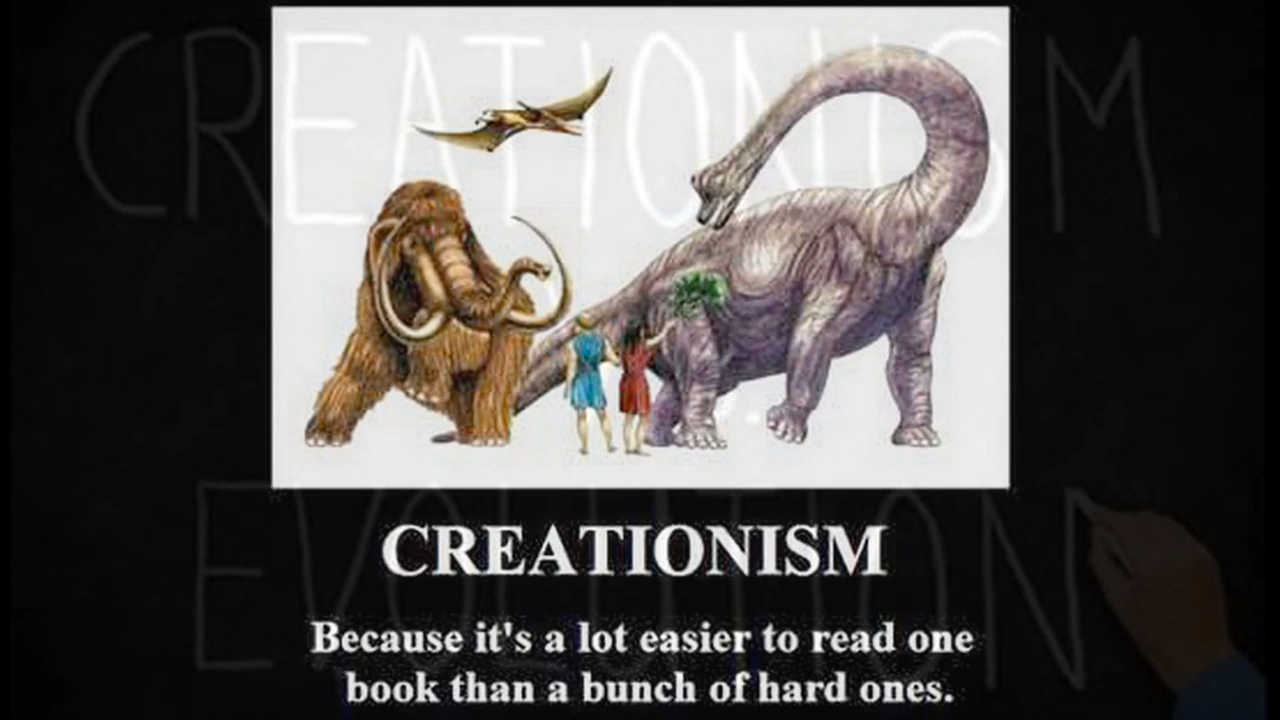 CREATIONISM
CREATIONISM
Because it's a lot easier to read one
book than a bunch of hard ones.
EVOLUTION